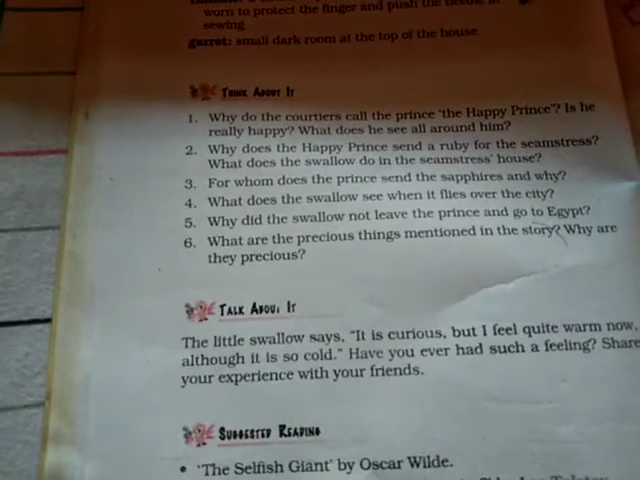 worn to protect the finger and push the needle in
sewing
garret: small dark room at the top of the house
THINK ABOUT IT
1. Why do the courtiers call the prince 'the Happy Prince'? Is he
really happy? What does he see all around him?
2. Why does the Happy Prince send a ruby for the seamstress?
What does the swallow do in the seamstress' house?
3. For whom does the prince send the sapphires and why?
4. What does the swallow see when it flies over the city?
5. Why did the swallow not leave the prince and go to Egypt?
6. What are the precious things mentioned in the story? Why are
they precious?
TALK ABOUT IT
The little swallow says, "It is curious, but I feel quite warm now,
although it is so cold." Have you ever had such a feeling? Share
your experience with your friends.
SUGGESTED READING
• 'The Selfish Giant' by Oscar Wilde.